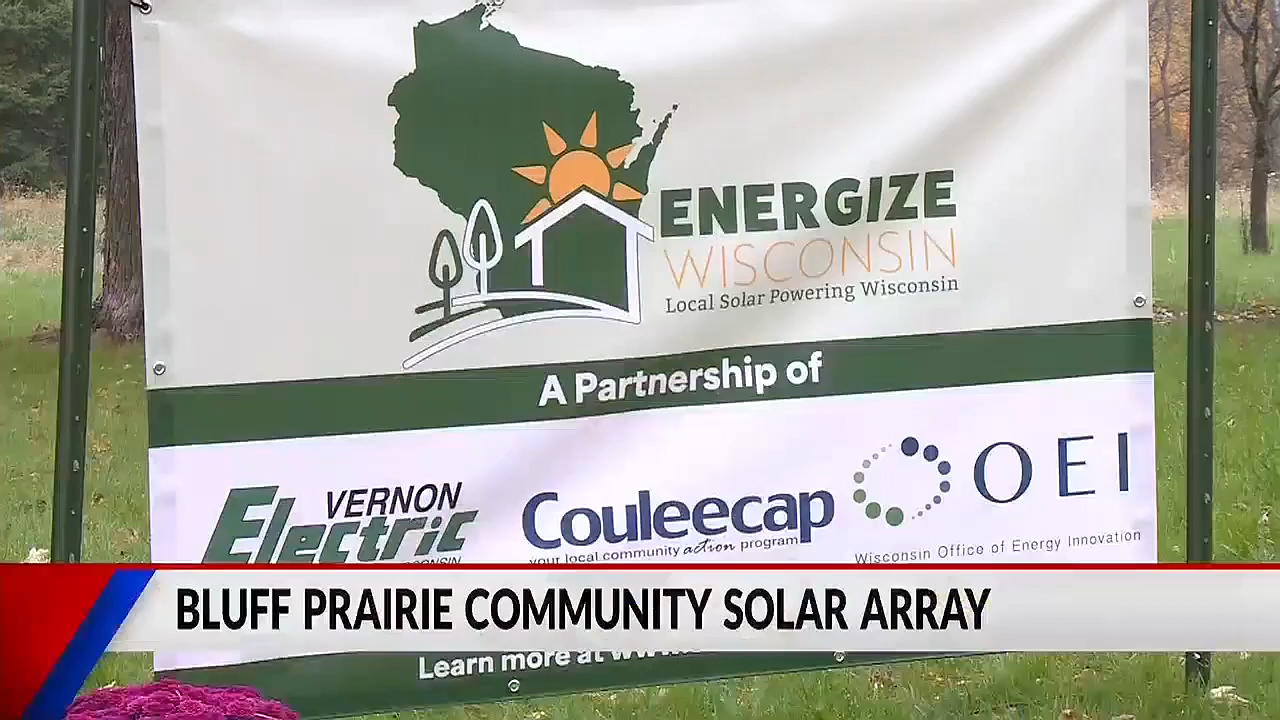 ENERGIZE
WISCONSIN
Local Solar Powering Wisconsin
A Partnership of
VERNON
Electric
Couleecap
your local community action program
OEI
Wisconsin Office of Energy Innovation
BLUFF PRAIRIE COMMUNITY SOLAR ARRAY
Learn more at